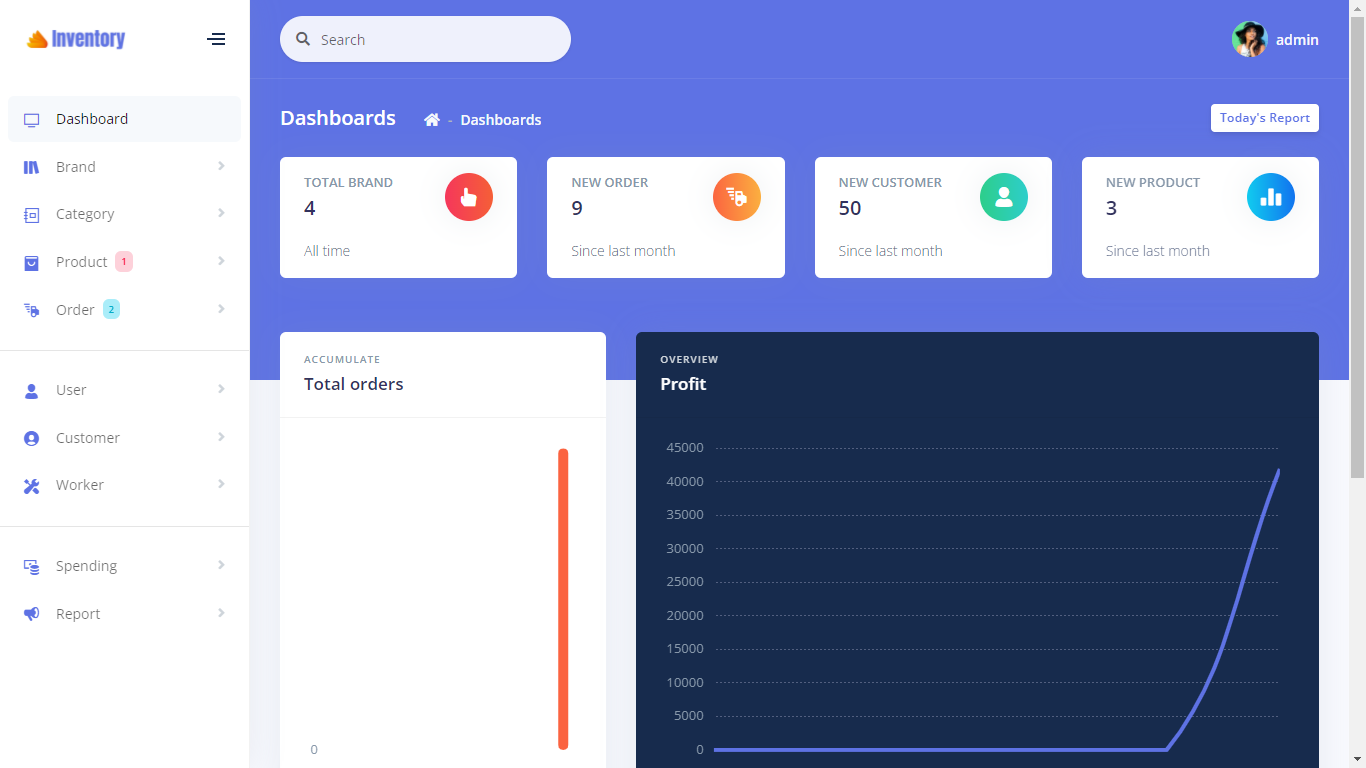 Inventory
Search
admin
Dashboard
Brand
Category
Product 1
Order 2
User
Customer
Worker
Spending
Report
Dashboards
- Dashboards
Today's Report
TOTAL BRAND
4
All time
NEW ORDER
9
Since last month
NEW CUSTOMER
50
Since last month
NEW PRODUCT
3
Since last month
ACCUMULATE
Total orders
0
OVERVIEW
Profit
45000
40000
35000
30000
25000
20000
15000
10000
5000
0